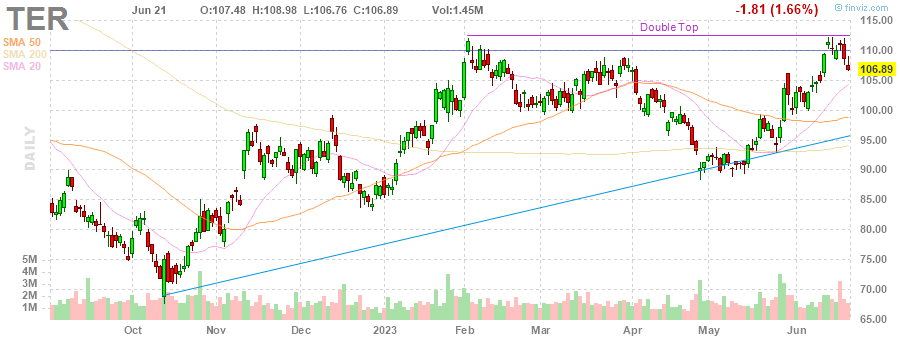 TER Jun 21 O:107.48 H:108.98 L:106.76 C:106.89 Vol:1.45M -1.81 (1.66%) © finviz.com
SMA 50
SMA 200
SMA 20
Double Top
DAILY
115.00
110.00
106.89
105.00
100.00
95.00
90.00
85.00
80.00
75.00
70.00
65.00
5M
4M
3M
2M
1M
Oct Nov Dec 2023 Feb Mar Apr May Jun